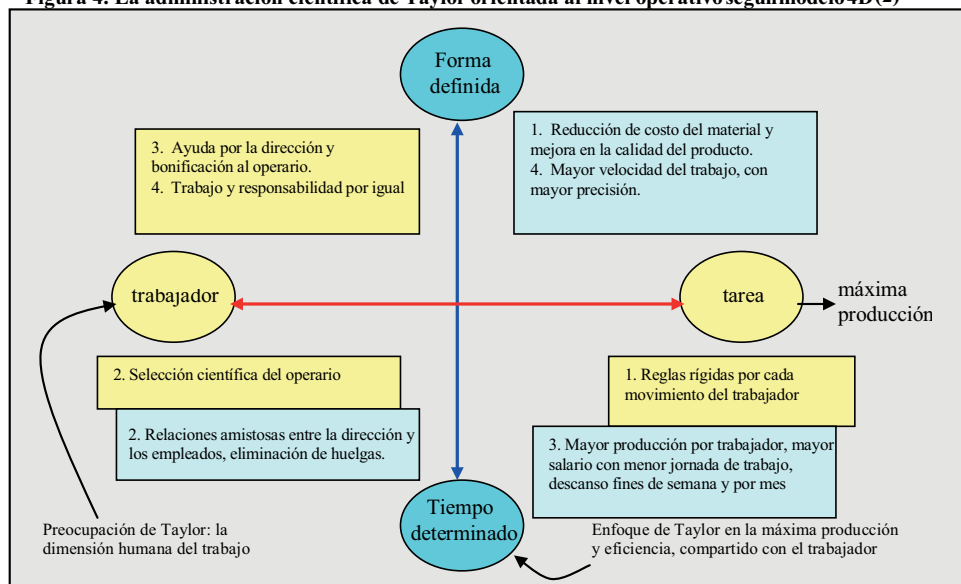 Figura 4. La administración científica de Taylor orientada al nivel operativo según modelo 4D (2)
Forma
definida
3. Ayuda por la dirección y
bonificación al operario.
4. Trabajo y responsabilidad por igual
1. Reducción de costo del material y
mejora en la calidad del producto.
4. Mayor velocidad del trabajo, con
mayor precisión.
trabajador
tarea
máxima
producción
2. Selección científica del operario
1. Reglas rígidas por cada
movimiento del trabajador
2. Relaciones amistosas entre la dirección y
los empleados, eliminación de huelgas.
3. Mayor producción por trabajador, mayor
salario con menor jornada de trabajo,
descanso fines de semana y por mes
Tiempo
determinado
Preocupación de Taylor: la
dimensión humana del trabajo
Enfoque de Taylor en la máxima producción
y eficiencia, compartido con el trabajador